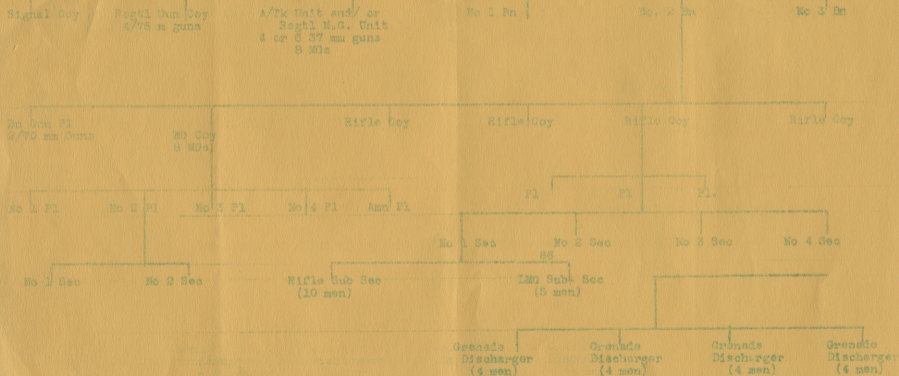 Signal Coy Regtl Gun Coy A/Tk Unit and/ or No 1 Bn No. 2 Bn No 3 Bn
4/75 m guns Regtl M.G. Unit
4 or 6 37 mm guns
8 MGs
Bn Gun Pl MG Coy Rifle Coy Rifle Coy Rifle Coy Rifle Coy
2/70 mm Guns 8 MGs
Pl Pl Pl.
No 1 Pl No 2 Pl No 3 Pl No 4 Pl Amn Pl
No 1 Sec No 2 Sec No 3 Sec No 4 Sec
No 1 Sec No 2 Sec Rifle Sub Sec LMG Sub Sec
(10 men) (5 men)
Grenade Grenade Grenade Grenade
Discharger Discharger Discharger Discharger
(4 men) (4 men) (4 men) (4 men)